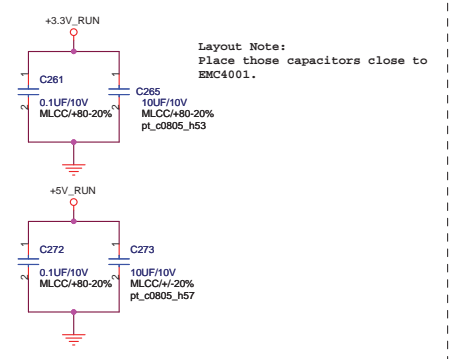 +3.3V_RUN
Layout Note:
Place those capacitors close to
EMC4001.
1
1
C261
C265
2
2
0.1UF/10V
10UF/10V
MLCC/+80-20%
MLCC/+80-20%
pt_c0805_h53
+5V_RUN
1
1
C272
C273
2
2
0.1UF/10V
10UF/10V
MLCC/+80-20%
MLCC/+/-20%
pt_c0805_h57